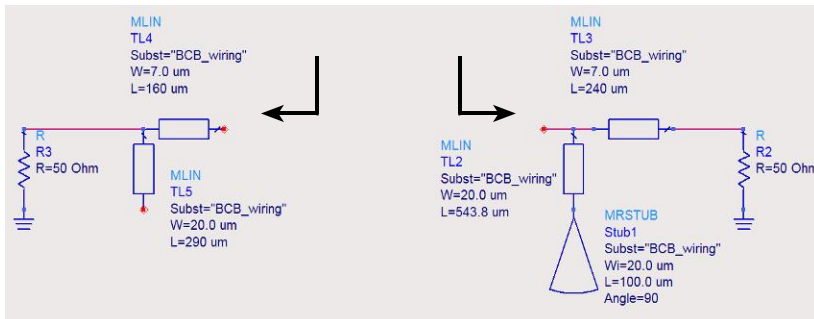 MLIN
TL4
Subst="BCB_wiring"
W=7.0 um
L=160 um
R
R3
R=50 Ohm
MLIN
TL5
Subst="BCB_wiring"
W=20.0 um
L=290 um
MLIN
TL3
Subst="BCB_wiring"
W=7.0 um
L=240 um
MLIN
TL2
Subst="BCB_wiring"
W=20.0 um
L=543.8 um
R
R2
R=50 Ohm
MRSTUB
Stub1
Subst="BCB_wiring"
Wi=20.0 um
L=100.0 um
Angle=90